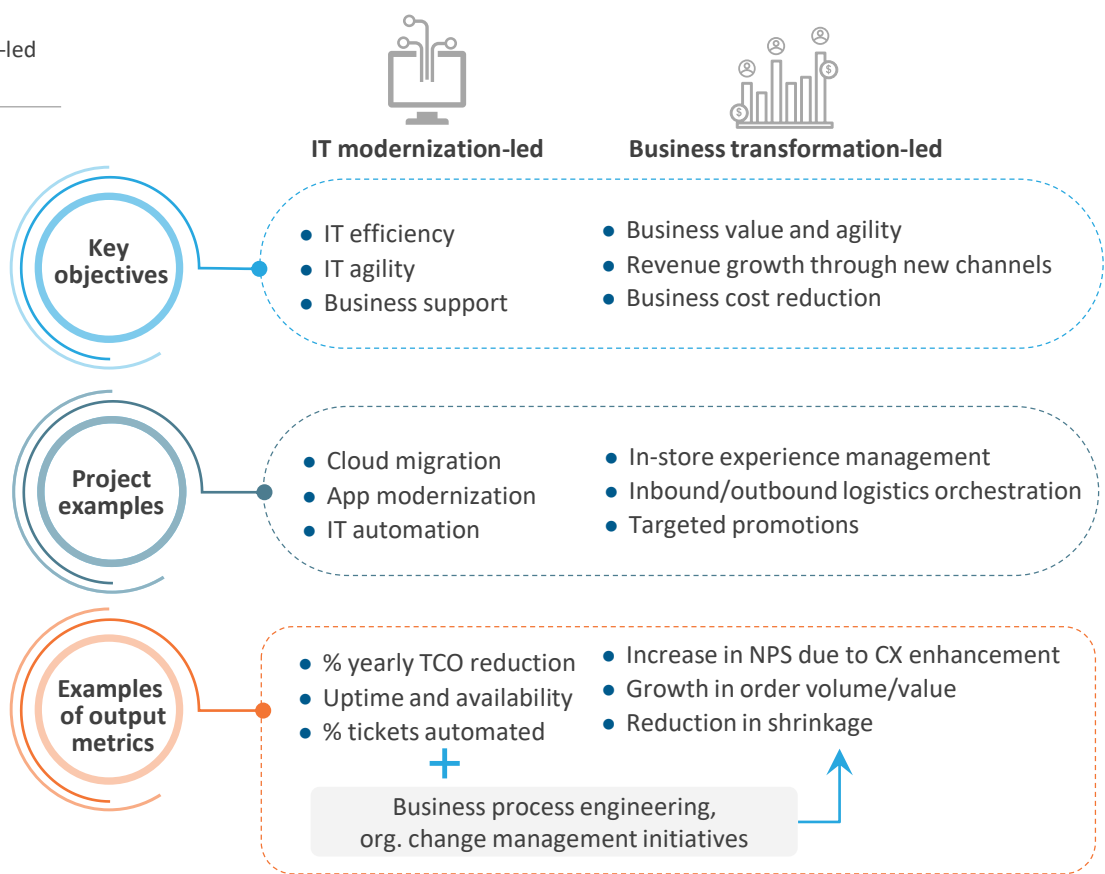 -led
IT modernization-led
Business transformation-led
Key
objectives
• IT efficiency
• IT agility
• Business support
• Business value and agility
• Revenue growth through new channels
• Business cost reduction
Project
examples
• Cloud migration
• App modernization
• IT automation
• In-store experience management
• Inbound/outbound logistics orchestration
• Targeted promotions
Examples
of output
metrics
• % yearly TCO reduction
• Uptime and availability
• % tickets automated
• Increase in NPS due to CX enhancement
• Growth in order volume/value
• Reduction in shrinkage
+
Business process engineering,
org. change management initiatives